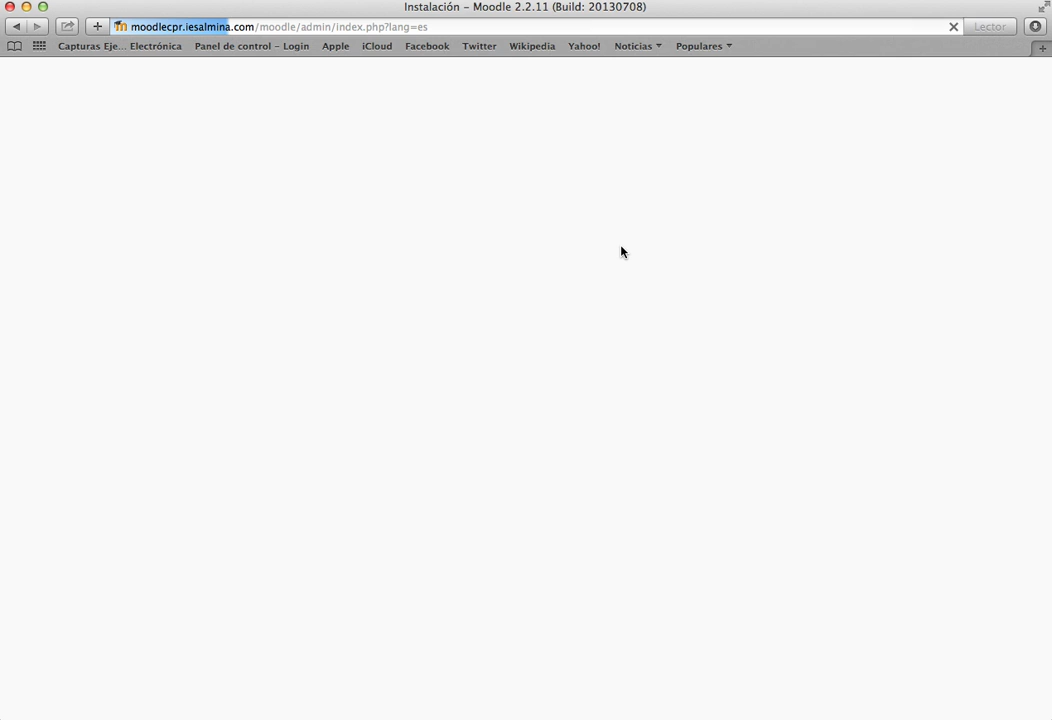 Instalación – Moodle 2.2.11 (Build: 20130708)
moodlecpr.iesalmina.com/moodle/admin/index.php?lang=es
Lector
Capturas Eje... Electrónica Panel de control – Login Apple iCloud Facebook Twitter Wikipedia Yahoo! Noticias Populares